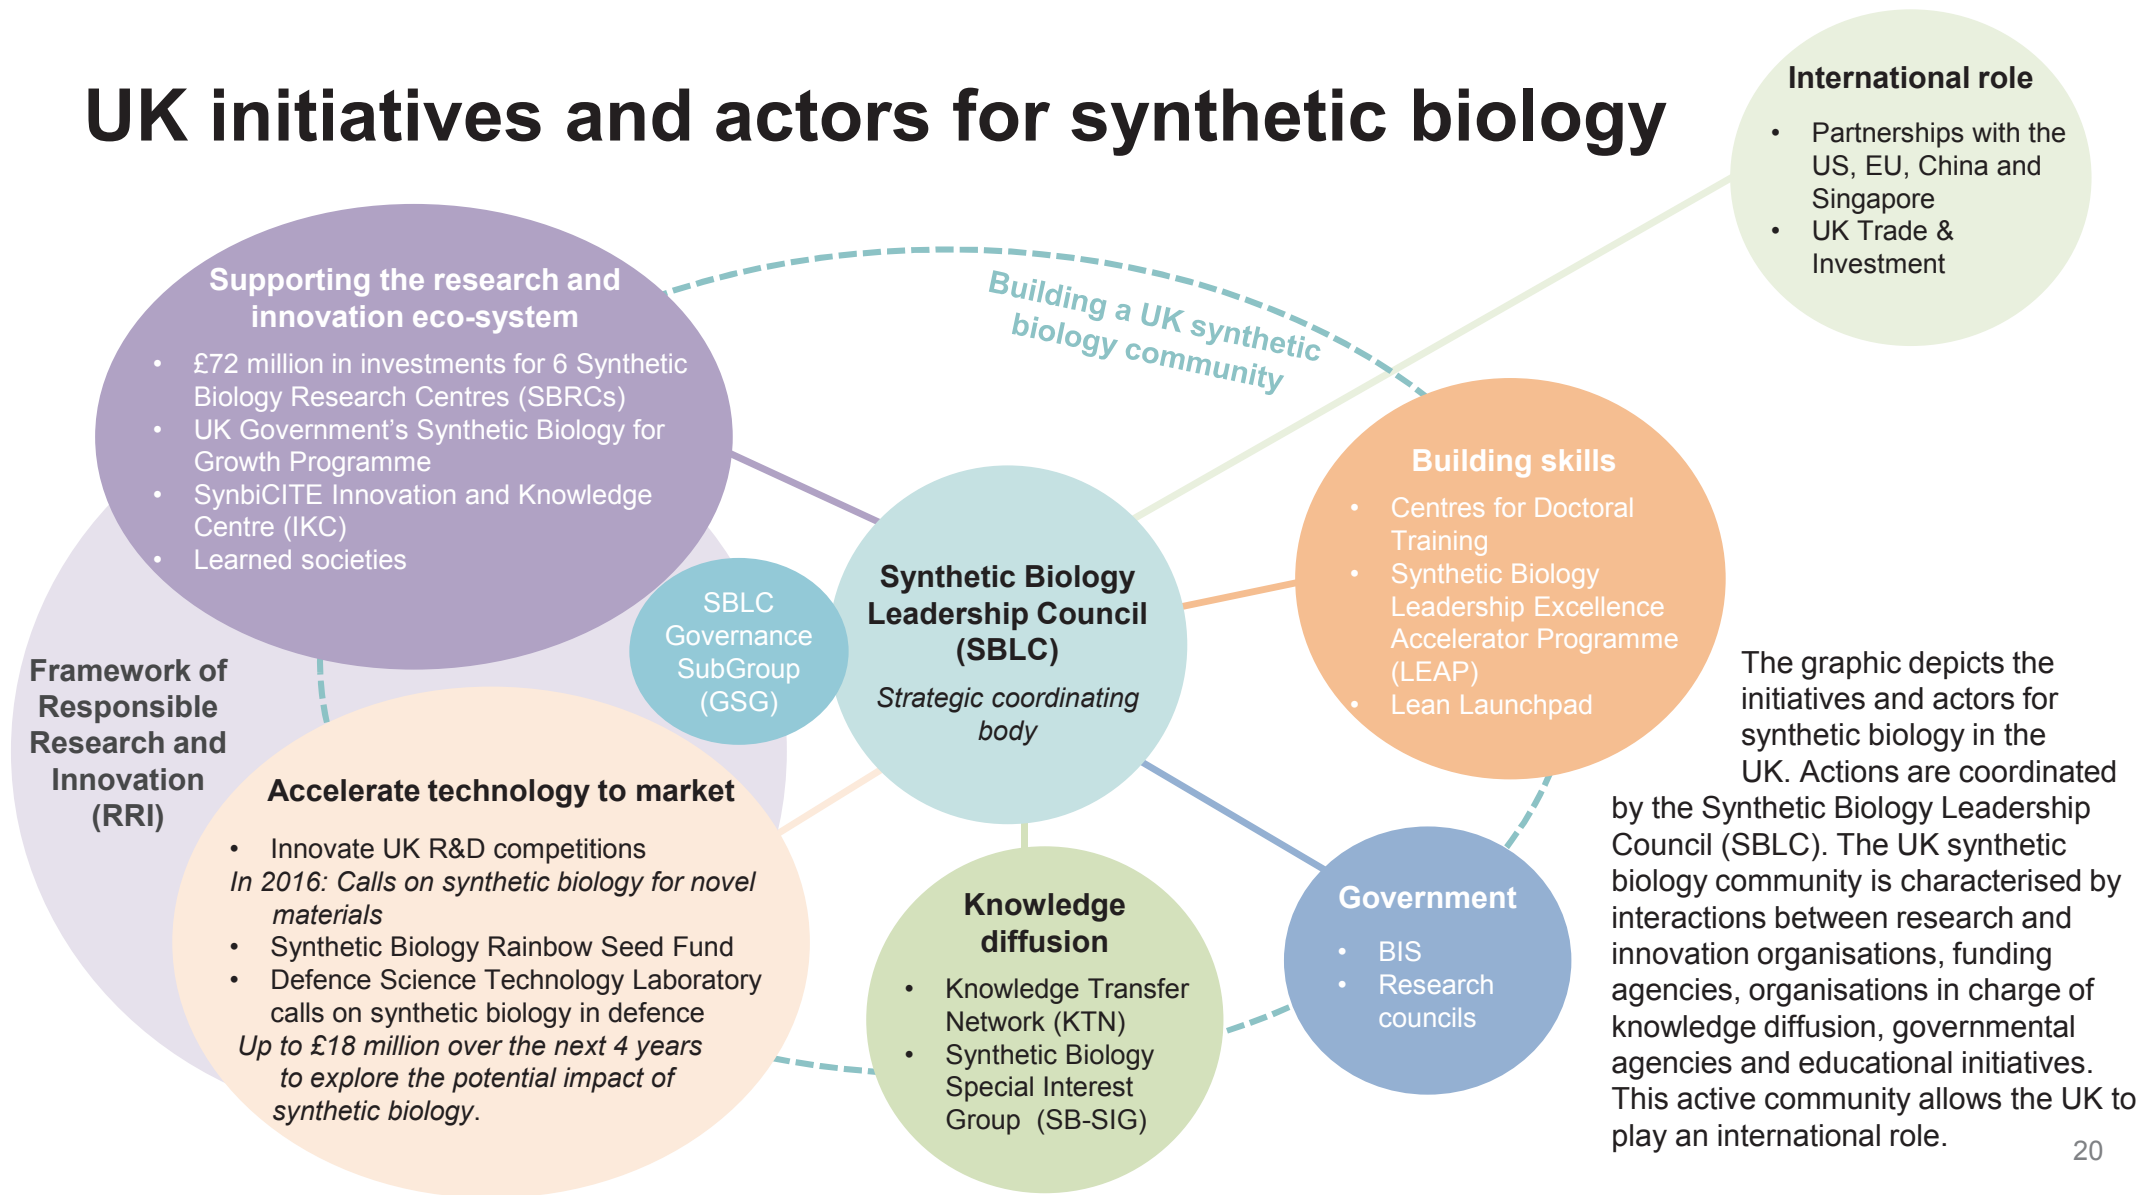 UK initiatives and actors for synthetic biology
International role
• Partnerships with the
US, EU, China and
Singapore
• UK Trade &
Investment
Supporting the research and
innovation eco-system
• £72 million in investments for 6 Synthetic
Biology Research Centres (SBRCs)
• UK Government’s Synthetic Biology for
Growth Programme
• SynbiCITE Innovation and Knowledge
Centre (IKC)
• Learned societies
Building a UK synthetic
biology community
Building skills
• Centres for Doctoral
Training
• Synthetic Biology
Leadership Excellence
Accelerator Programme
(LEAP)
• Lean Launchpad
SBLC
Governance
SubGroup
(GSG)
Synthetic Biology
Leadership Council
(SBLC)
Strategic coordinating
body
Framework of
Responsible
Research and
Innovation
(RRI)
Accelerate technology to market
• Innovate UK R&D competitions
In 2016: Calls on synthetic biology for novel
materials
• Synthetic Biology Rainbow Seed Fund
• Defence Science Technology Laboratory
calls on synthetic biology in defence
Up to £18 million over the next 4 years
to explore the potential impact of
synthetic biology.
Knowledge
diffusion
• Knowledge Transfer
Network (KTN)
• Synthetic Biology
Special Interest
Group (SB-SIG)
Government
• BIS
• Research
councils
The graphic depicts the
initiatives and actors for
synthetic biology in the
UK. Actions are coordinated
by the Synthetic Biology Leadership
Council (SBLC). The UK synthetic
biology community is characterised by
interactions between research and
innovation organisations, funding
agencies, organisations in charge of
knowledge diffusion, governmental
agencies and educational initiatives.
This active community allows the UK to
play an international role.
20